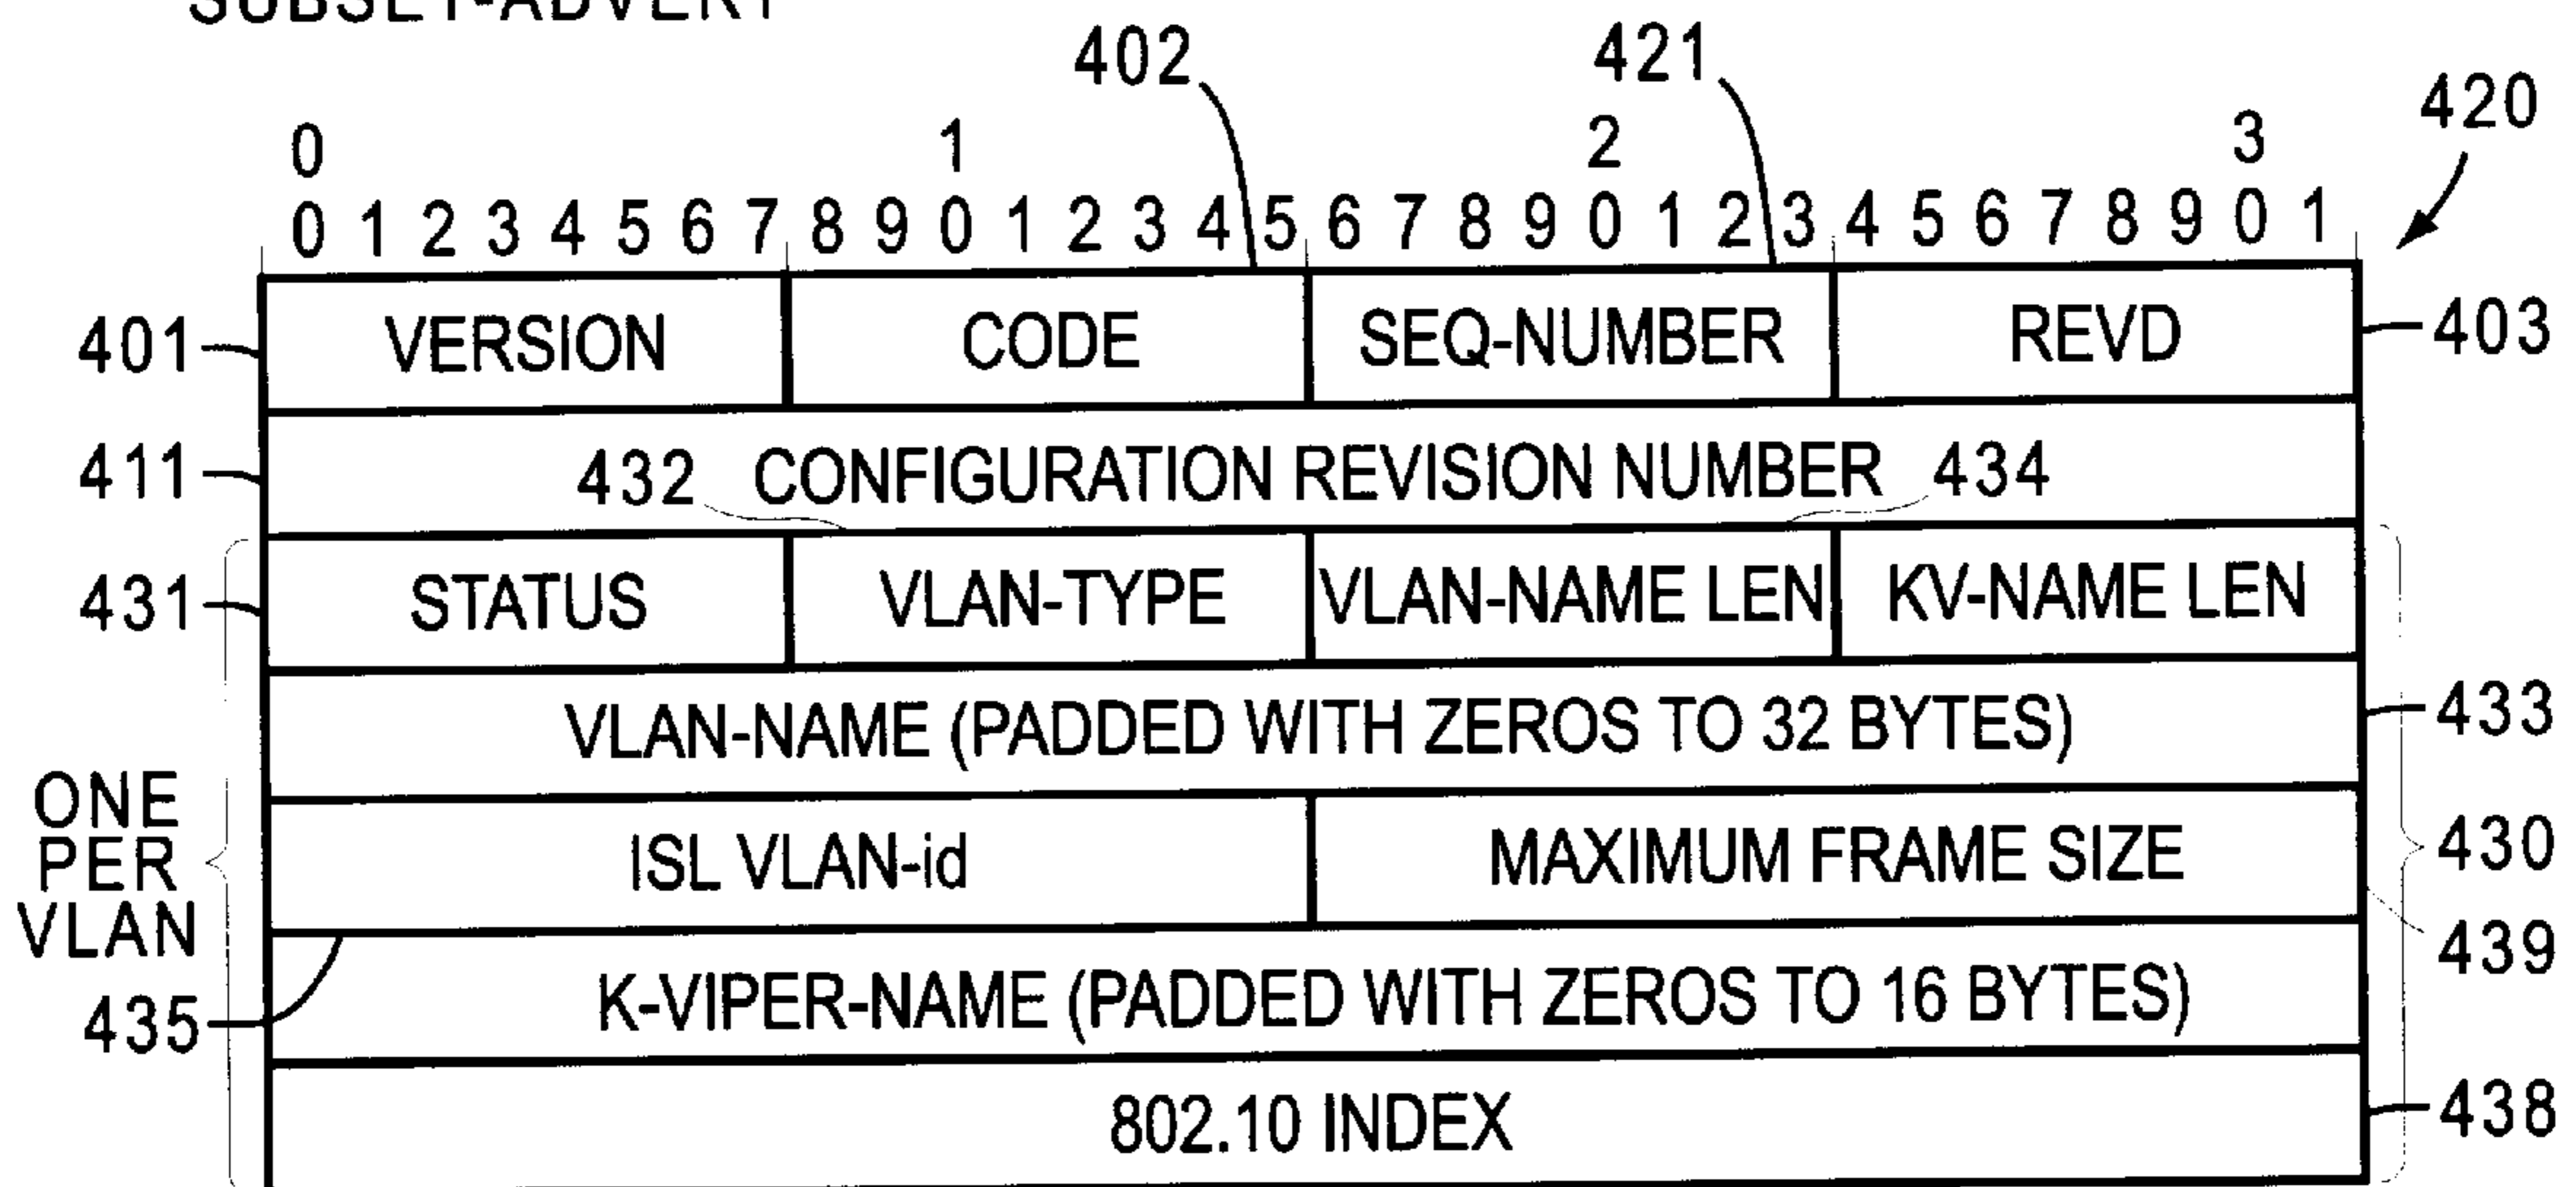 SUBSET-ADVERT
402 421
420
0 1 2 3
0 1 2 3 4 5 6 7 8 9 0 1 2 3 4 5 6 7 8 9 0 1 2 3 4 5 6 7 8 9 0 1
401 VERSION CODE SEQ-NUMBER REVD 403
411 432 CONFIGURATION REVISION NUMBER 434
431 STATUS VLAN-TYPE VLAN-NAME LEN KV-NAME LEN
VLAN-NAME (PADDED WITH ZEROS TO 32 BYTES) 433
ONE
PER
VLAN
ISL VLAN-id MAXIMUM FRAME SIZE 430
439
435 K-VIPER-NAME (PADDED WITH ZEROS TO 16 BYTES)
802.10 INDEX 438